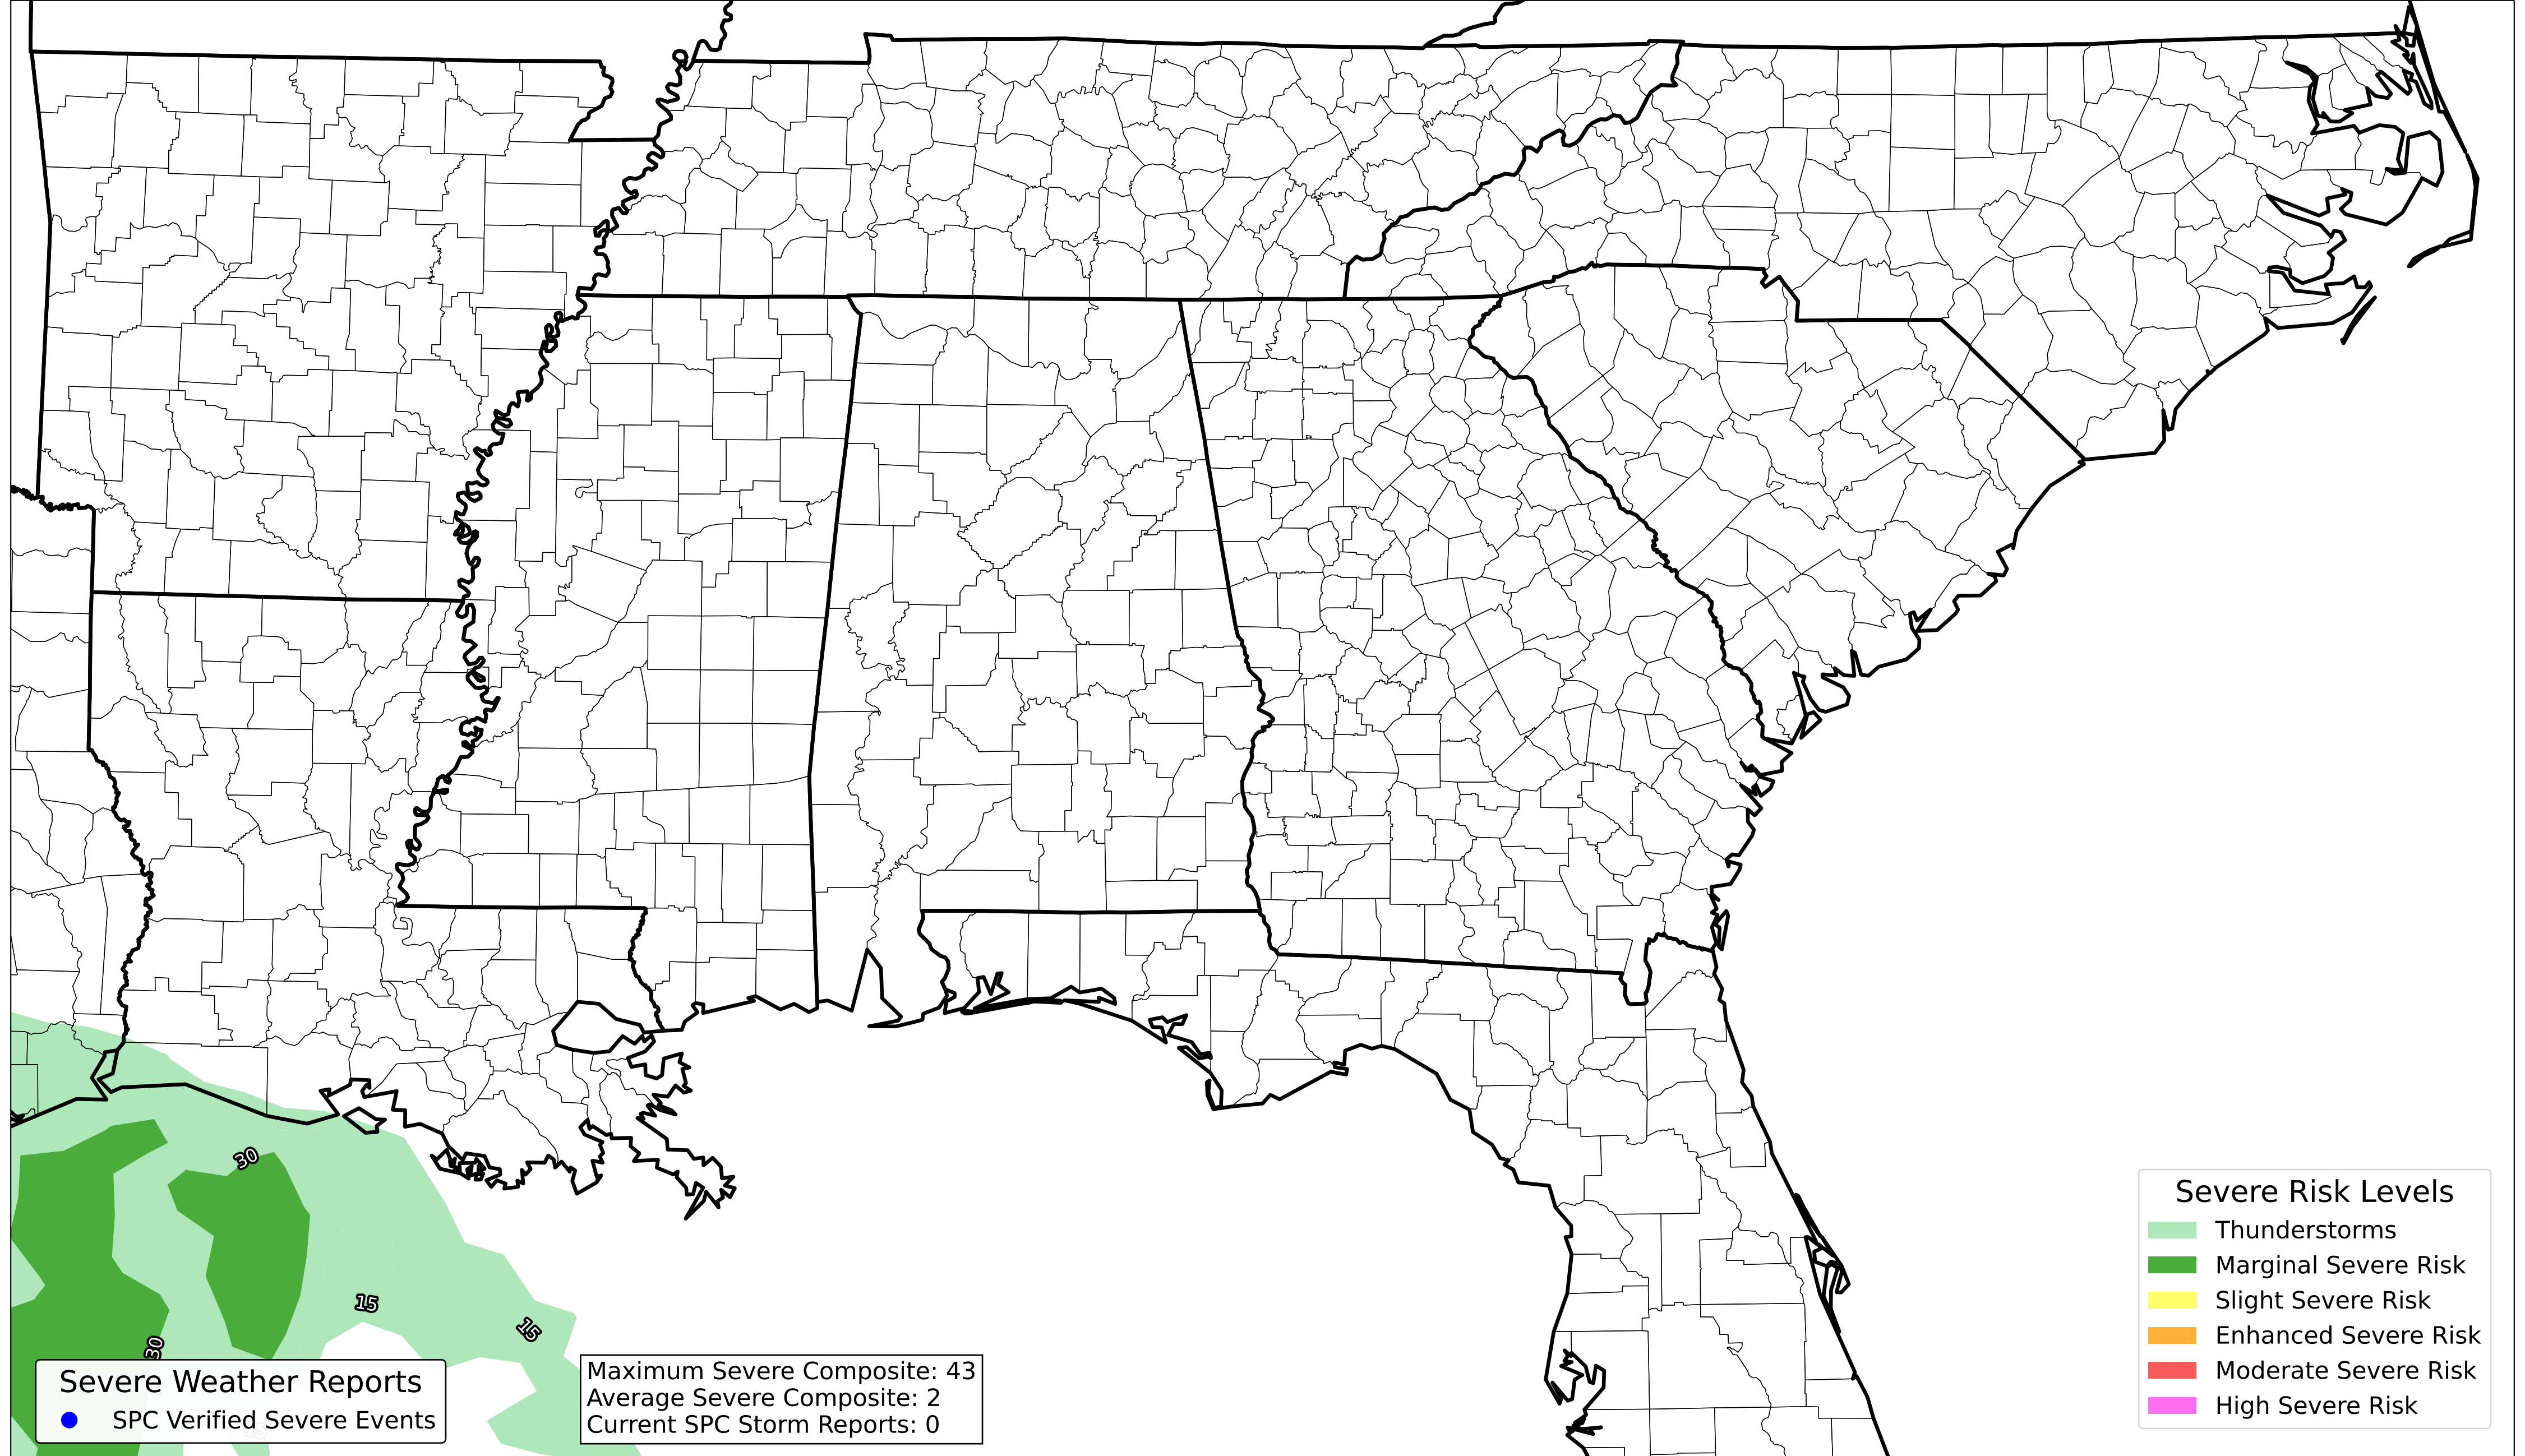 30
15
15
30
Severe Weather Reports
SPC Verified Severe Events
Maximum Severe Composite: 43
Average Severe Composite: 2
Current SPC Storm Reports: 0
Severe Risk Levels
Thunderstorms
Marginal Severe Risk
Slight Severe Risk
Enhanced Severe Risk
Moderate Severe Risk
High Severe Risk